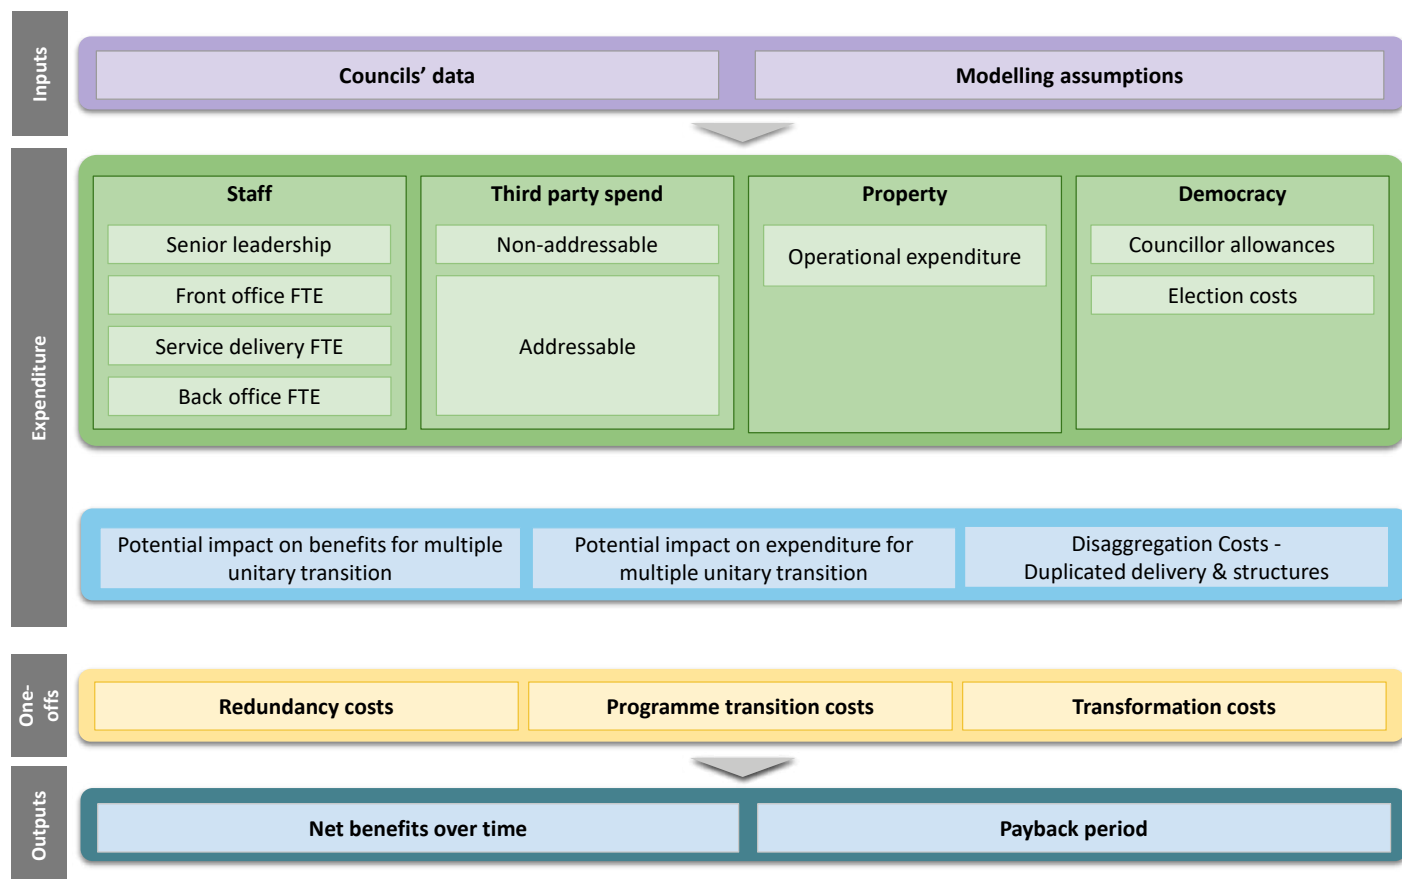 Inputs
Councils’ data
Modelling assumptions
Expenditure
Staff
Senior leadership
Front office FTE
Service delivery FTE
Back office FTE
Third party spend
Non-addressable
Addressable
Property
Operational expenditure
Democracy
Councillor allowances
Election costs
Potential impact on benefits for multiple
unitary transition
Potential impact on expenditure for
multiple unitary transition
Disaggregation Costs -
Duplicated delivery & structures
One-
offs
Redundancy costs
Programme transition costs
Transformation costs
Outputs
Net benefits over time
Payback period